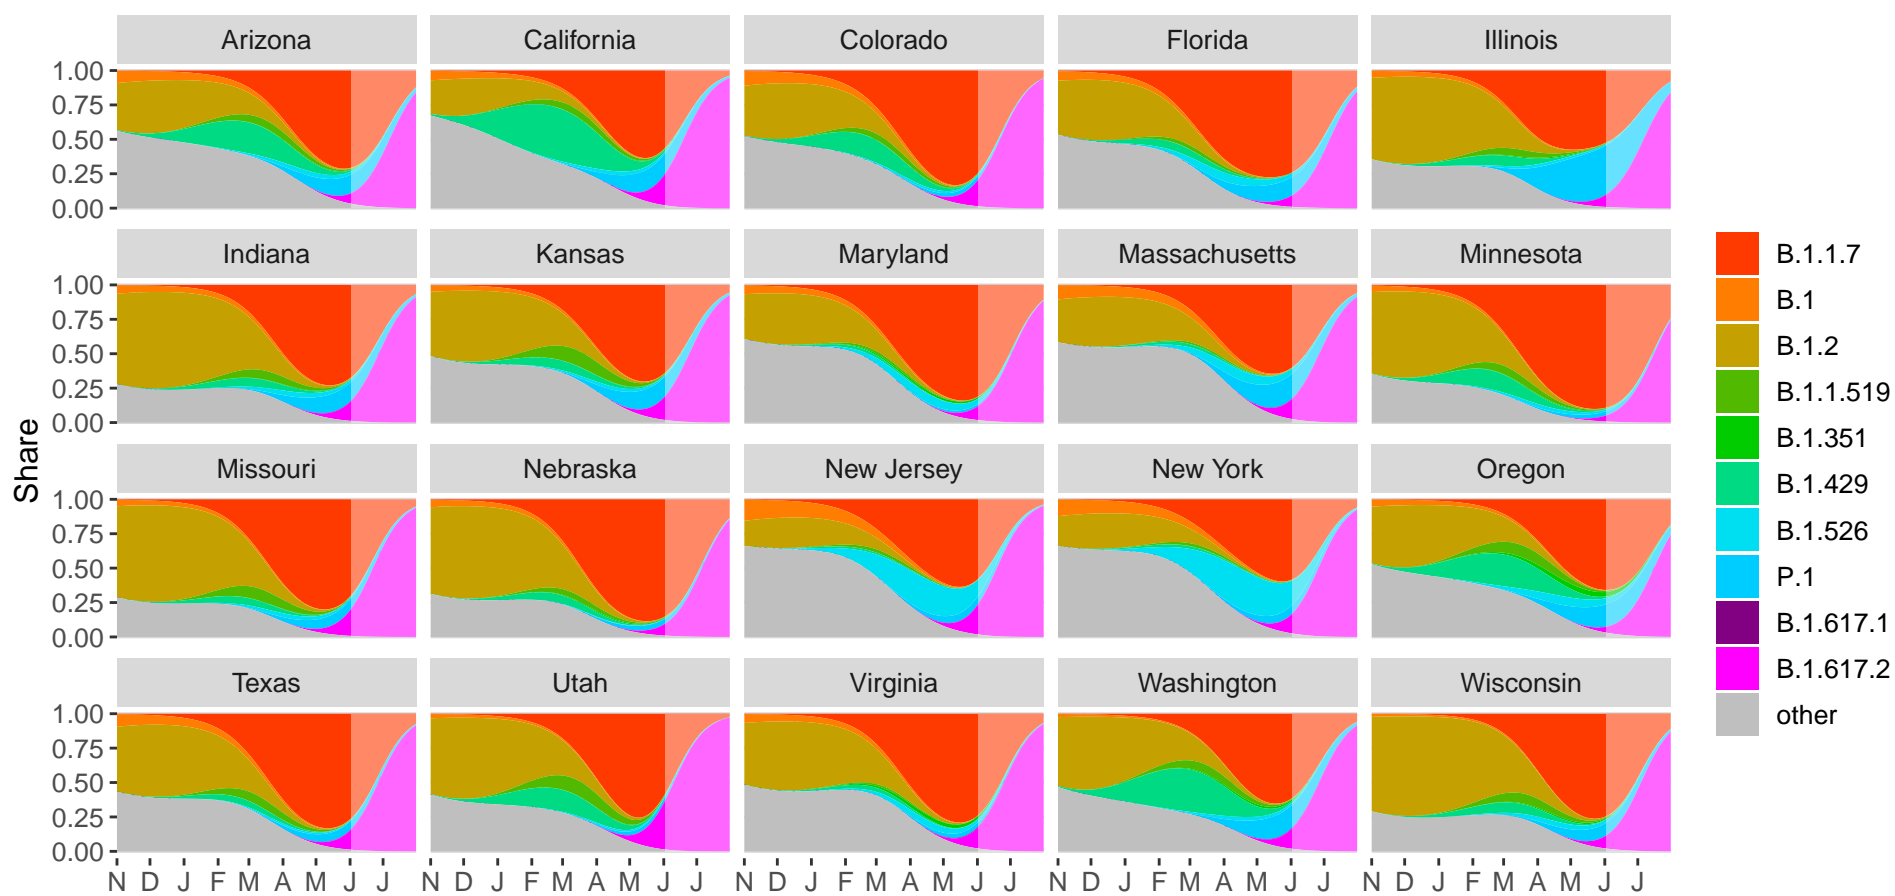 Arizona California Colorado Florida Illinois
1.00
0.75
0.50
0.25
0.00
Indiana Kansas Maryland Massachusetts Minnesota
1.00
0.75
0.50
0.25
0.00
Missouri Nebraska New Jersey New York Oregon
1.00
0.75
0.50
0.25
0.00
Texas Utah Virginia Washington Wisconsin
1.00
0.75
0.50
0.25
0.00
N D J F M A M J J N D J F M A M J J N D J F M A M J J N D J F M A M J J N D J F M A M J J
Share
B.1.1.7
B.1
B.1.2
B.1.1.519
B.1.351
B.1.429
B.1.526
P.1
B.1.617.1
B.1.617.2
other